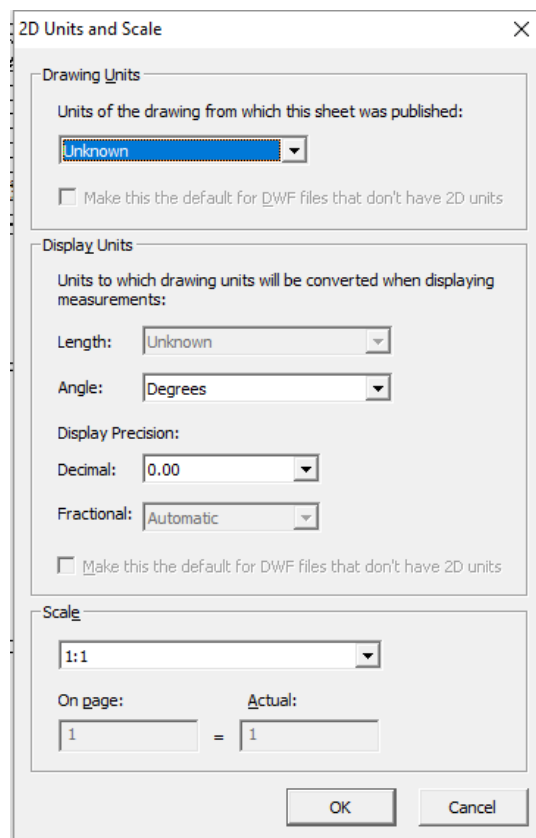 2D Units and Scale
Drawing Units
Units of the drawing from which this sheet was published:
Unknown
Make this the default for DWF files that don't have 2D units
Display Units
Units to which drawing units will be converted when displaying
measurements:
Length: Unknown
Angle: Degrees
Display Precision:
Decimal: 0.00
Fractional: Automatic
Make this the default for DWF files that don't have 2D units
Scale
1:1
On page: Actual:
1 = 1
OK Cancel